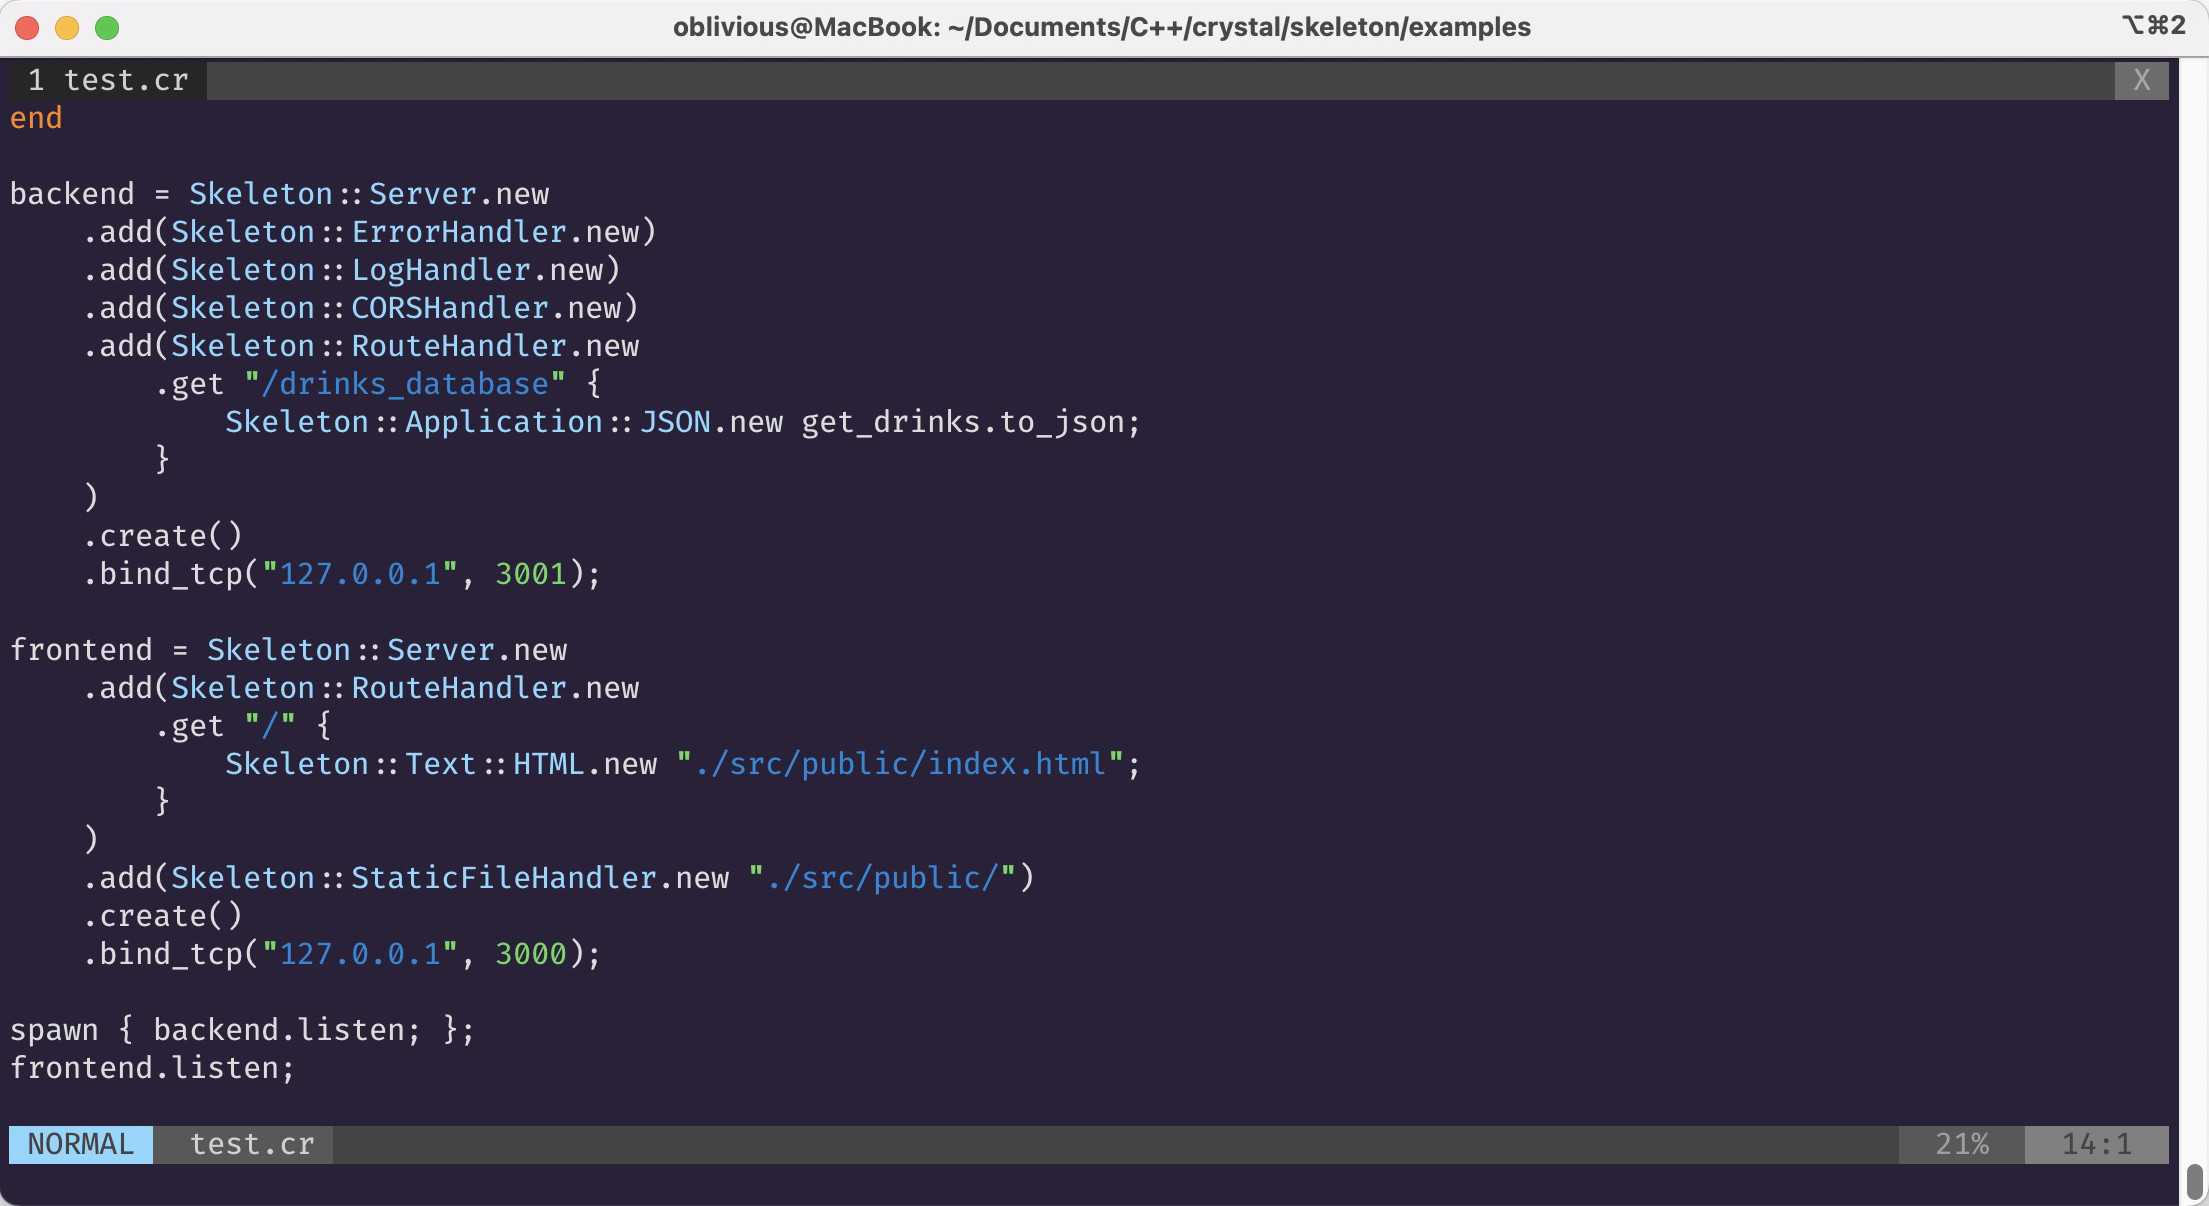 oblivious@MacBook: ~/Documents/C++/crystal/skeleton/examples ⌥⌘2
1 test.cr X
end
backend = Skeleton::Server.new
    .add(Skeleton::ErrorHandler.new)
    .add(Skeleton::LogHandler.new)
    .add(Skeleton::CORSHandler.new)
    .add(Skeleton::RouteHandler.new
        .get "/drinks_database" {
            Skeleton::Application::JSON.new get_drinks.to_json;
        }
    )
    .create()
    .bind_tcp("127.0.0.1", 3001);
frontend = Skeleton::Server.new
    .add(Skeleton::RouteHandler.new
        .get "/" {
            Skeleton::Text::HTML.new "./src/public/index.html";
        }
    )
    .add(Skeleton::StaticFileHandler.new "./src/public/")
    .create()
    .bind_tcp("127.0.0.1", 3000);
spawn { backend.listen; };
frontend.listen;
NORMAL test.cr 21% 14:1